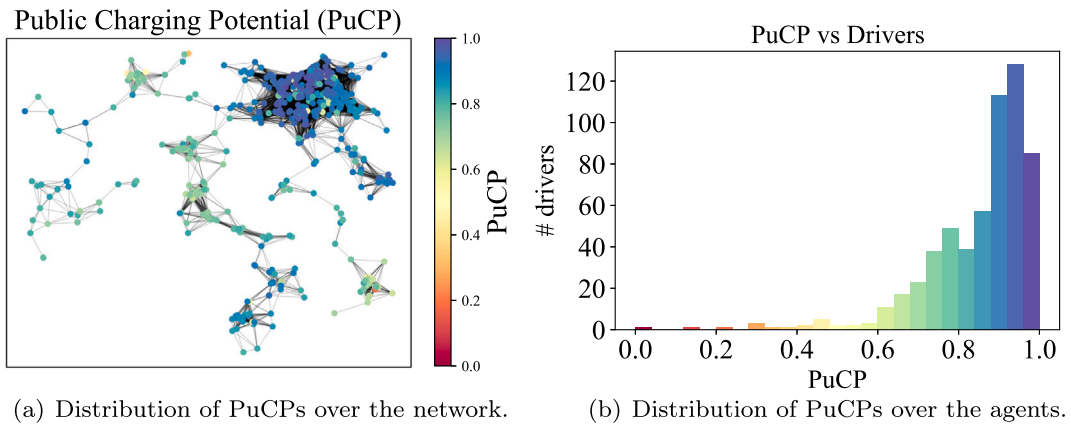 Public Charging Potential (PuCP)
1.0
0.8
0.6
0.4
0.2
0.0
PuCP
(a) Distribution of PuCPs over the network.
PuCP vs Drivers
# drivers
120
100
80
60
40
20
0
0.0 0.2 0.4 0.6 0.8 1.0
PuCP
(b) Distribution of PuCPs over the agents.